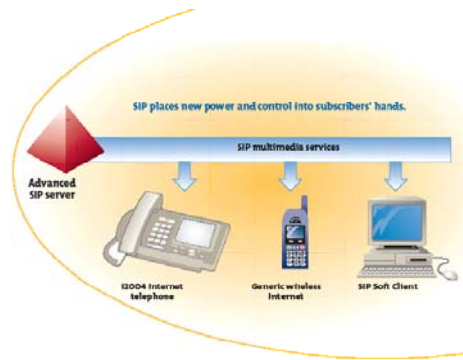 SIP places new power and control into subscribers' hands.
SIP multimedia services
Advanced
SIP server
i2004 Internet
telephone
Generic wireless
Internet
SIP Soft Client